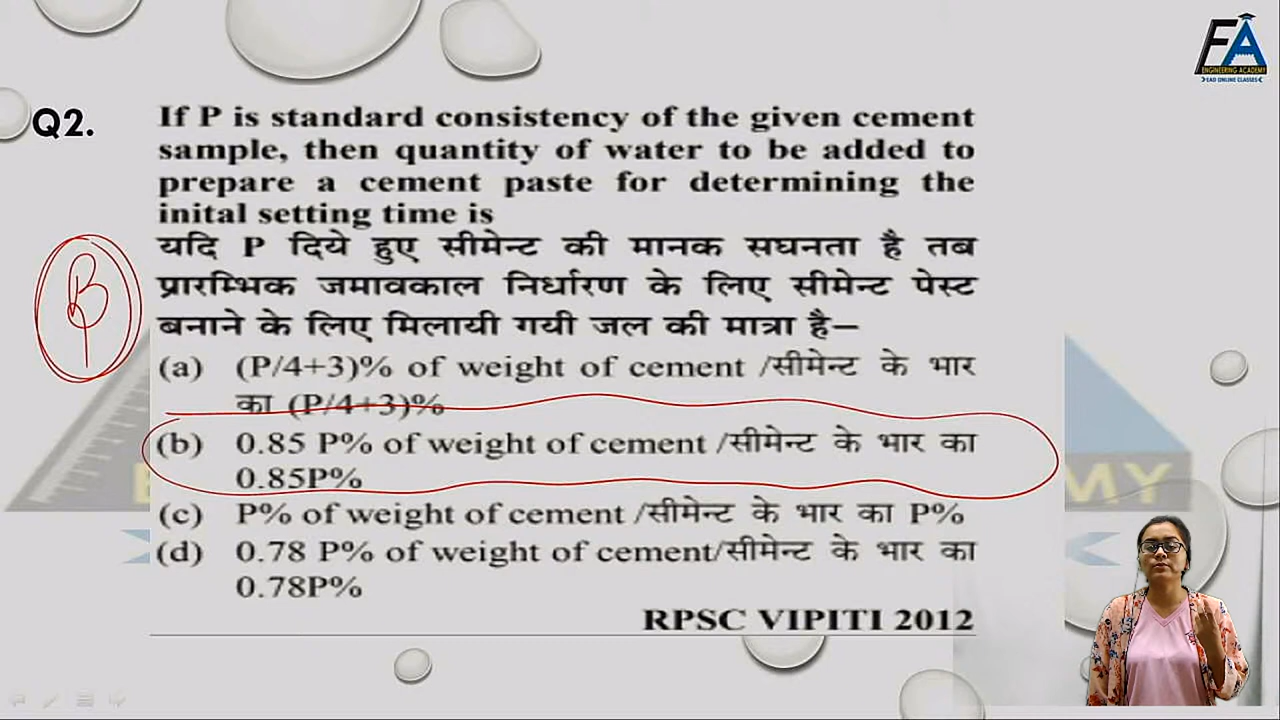 FA
ENGINEERING ACADEMY
EAD ONLINE CLASSES
Q2.
If P is standard consistency of the given cement
sample, then quantity of water to be added to
prepare a cement paste for determining the
inital setting time is
यदि P दिये हुए सीमेन्ट की मानक सघनता है तब
प्रारम्भिक जमावकाल निर्धारण के लिए सीमेन्ट पेस्ट
बनाने के लिए मिलायी गयी जल की मात्रा है–
B
(a) (P/4+3)% of weight of cement /सीमेन्ट के भार
का (P/4+3)%
(b) 0.85 P% of weight of cement /सीमेन्ट के भार का
0.85P%
(c) P% of weight of cement /सीमेन्ट के भार का P%
(d) 0.78 P% of weight of cement/सीमेन्ट के भार का
0.78P%
RPSC VIPITI 2012